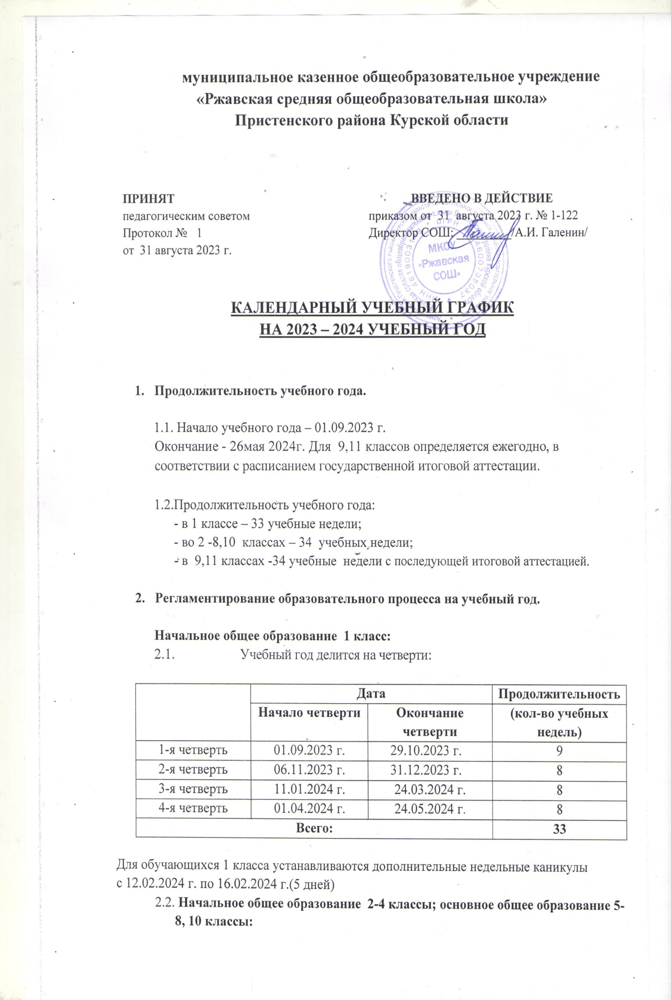 муниципальное казенное общеобразовательное учреждение
«Ржавская средняя общеобразовательная школа»
Пристенского района Курской области
ПРИНЯТ
педагогическим советом
Протокол № 1
от 31 августа 2023 г.
ВВЕДЕНО В ДЕЙСТВИЕ
приказом от 31 августа 2023 г. № 1-122
Директор СОШ: /А.И. Галенин/
МКОУ
«Ржавская
СОШ»
КАЛЕНДАРНЫЙ УЧЕБНЫЙ ГРАФИК
НА 2023 – 2024 УЧЕБНЫЙ ГОД
1. Продолжительность учебного года.
1.1. Начало учебного года – 01.09.2023 г.
Окончание - 26мая 2024г. Для 9,11 классов определяется ежегодно, в
соответствии с расписанием государственной итоговой аттестации.
1.2.Продолжительность учебного года:
- в 1 классе – 33 учебные недели;
- во 2 -8,10 классах – 34 учебных недели;
- в 9,11 классах -34 учебные недели с последующей итоговой аттестацией.
2. Регламентирование образовательного процесса на учебный год.
Начальное общее образование 1 класс:
2.1. Учебный год делится на четверти:
Дата Продолжительность
Начало четверти Окончание (кол-во учебных
четверти недель)
1-я четверть 01.09.2023 г. 29.10.2023 г. 9
2-я четверть 06.11.2023 г. 31.12.2023 г. 8
3-я четверть 11.01.2024 г. 24.03.2024 г. 8
4-я четверть 01.04.2024 г. 24.05.2024 г. 8
Всего: 33
Для обучающихся 1 класса устанавливаются дополнительные недельные каникулы
с 12.02.2024 г. по 16.02.2024 г.(5 дней)
2.2. Начальное общее образование 2-4 классы; основное общее образование 5-
8, 10 классы: